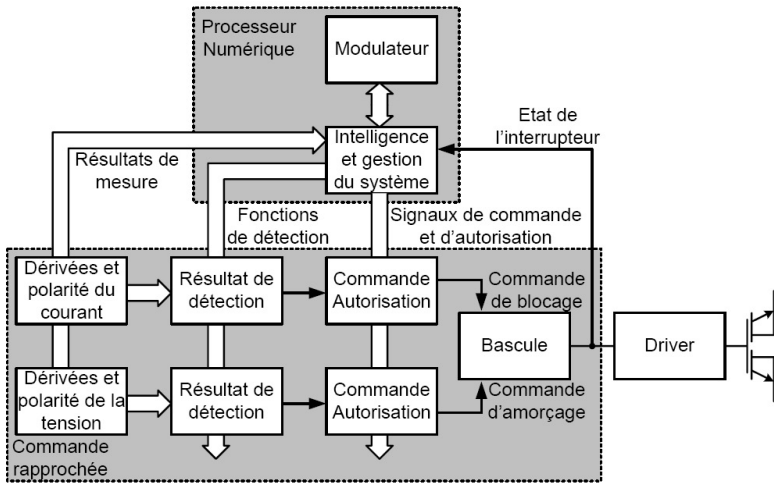 Processeur
Numérique
Modulateur
Intelligence
et gestion
du système
Etat de
l'interrupteur
Résultats de
mesure
Fonctions
de détection
Signaux de commande
et d'autorisation
Dérivées et
polarité du
courant
Résultat de
détection
Commande
Autorisation
Commande
de blocage
Bascule
Driver
Dérivées et
polarité de la
tension
Résultat de
détection
Commande
Autorisation
Commande
d'amorçage
Commande
rapprochée